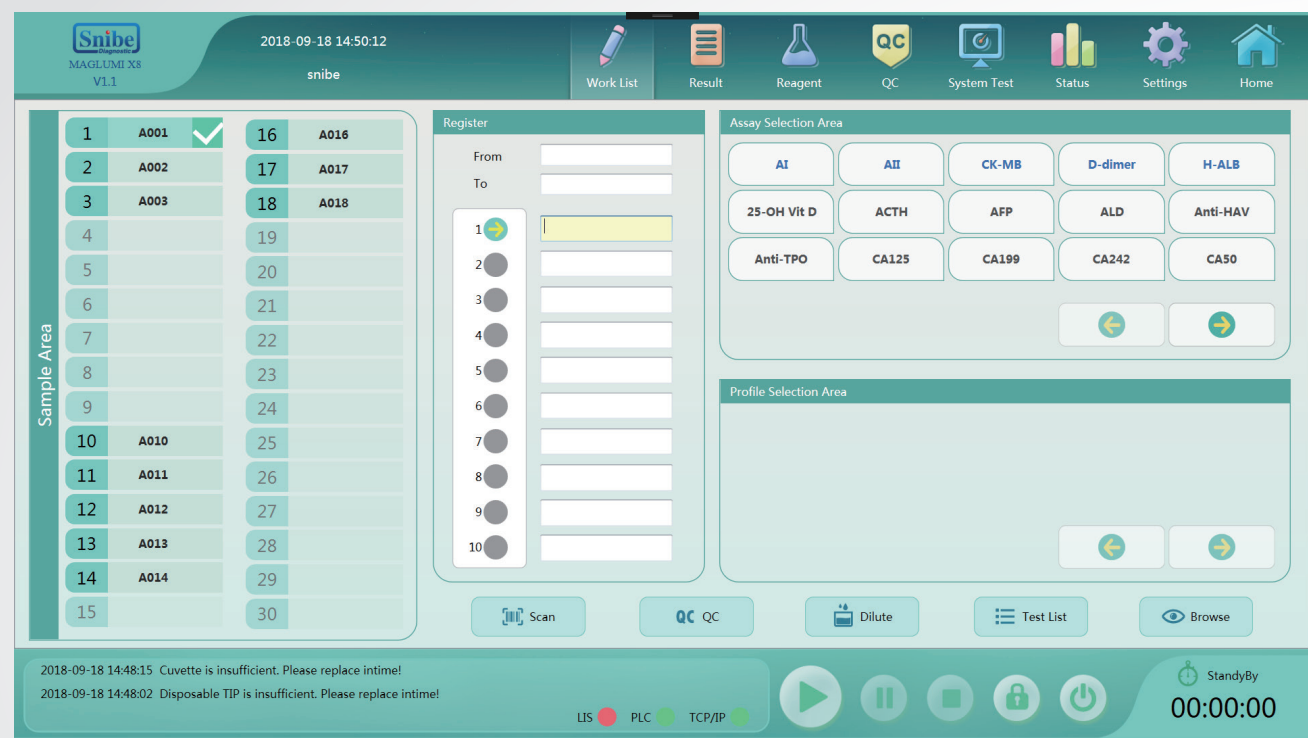 Snibe
Diagnostic
MAGLUMI X8
V1.1
2018-09-18 14:50:12
snibe
Work List
Result
Reagent
QC
QC
System Test
Status
Settings
Home
Sample Area
1 A001
2 A002
3 A003
4
5
6
7
8
9
10 A010
11 A011
12 A012
13 A013
14 A014
15
16 A016
17 A017
18 A018
19
20
21
22
23
24
25
26
27
28
29
30
Register
From
To
1
2
3
4
5
6
7
8
9
10
Assay Selection Area
AI AII CK-MB D-dimer H-ALB
25-OH Vit D ACTH AFP ALD Anti-HAV
Anti-TPO CA125 CA199 CA242 CA50
Profile Selection Area
Scan
QC QC
Dilute
Test List
Browse
2018-09-18 14:48:15 Cuvette is insufficient. Please replace intime!
2018-09-18 14:48:02 Disposable TIP is insufficient. Please replace intime!
LIS PLC TCP/IP
StandyBy
00:00:00